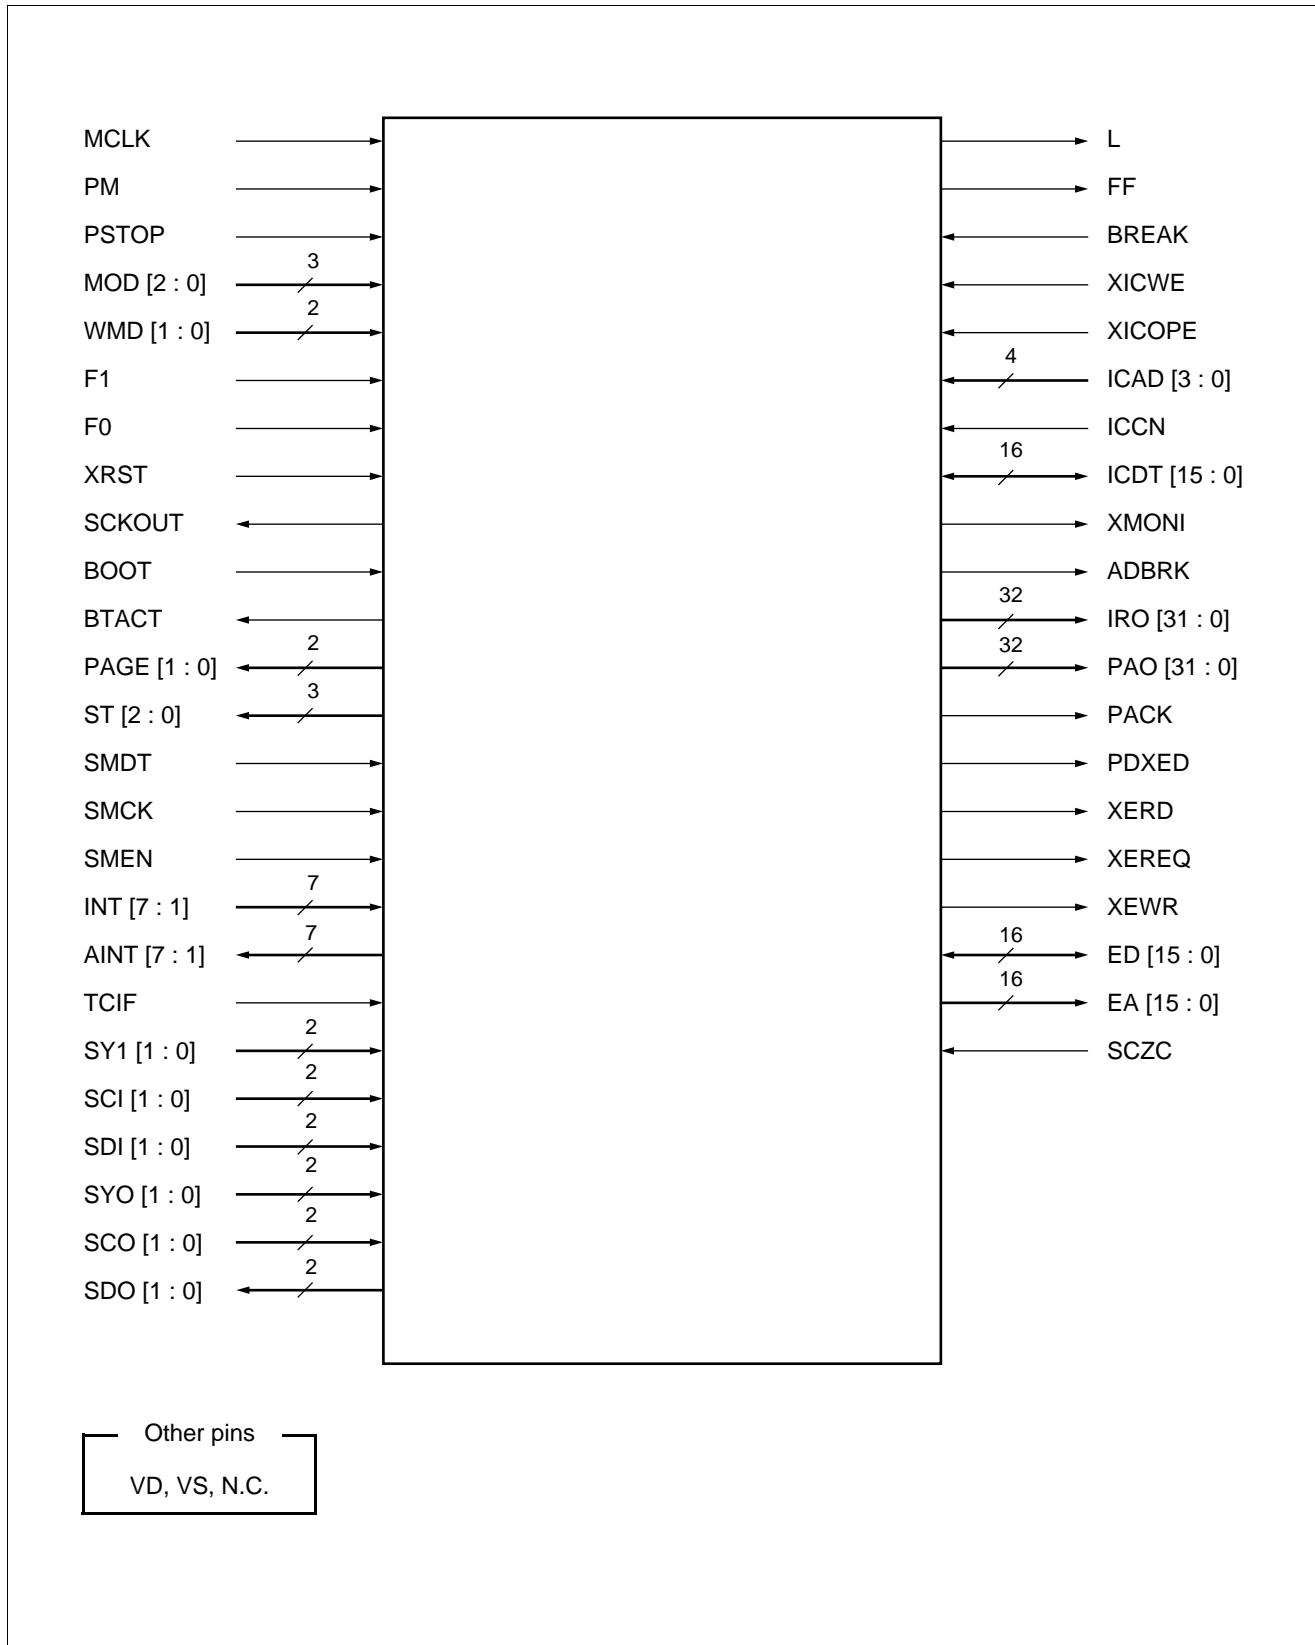 MCLK
PM
PSTOP
MOD [2 : 0]
3
WMD [1 : 0]
2
F1
F0
XRST
SCKOUT
BOOT
BTACT
PAGE [1 : 0]
2
ST [2 : 0]
3
SMDT
SMCK
SMEN
INT [7 : 1]
7
AINT [7 : 1]
7
TCIF
SY1 [1 : 0]
2
SCI [1 : 0]
2
SDI [1 : 0]
2
SYO [1 : 0]
2
SCO [1 : 0]
2
SDO [1 : 0]
2
L
FF
BREAK
XICWE
XICOPE
4
ICAD [3 : 0]
ICCN
16
ICDT [15 : 0]
XMONI
ADBRK
32
IRO [31 : 0]
32
PAO [31 : 0]
PACK
PDXED
XERD
XEREQ
XEWR
16
ED [15 : 0]
16
EA [15 : 0]
SCZC
Other pins
VD, VS, N.C.